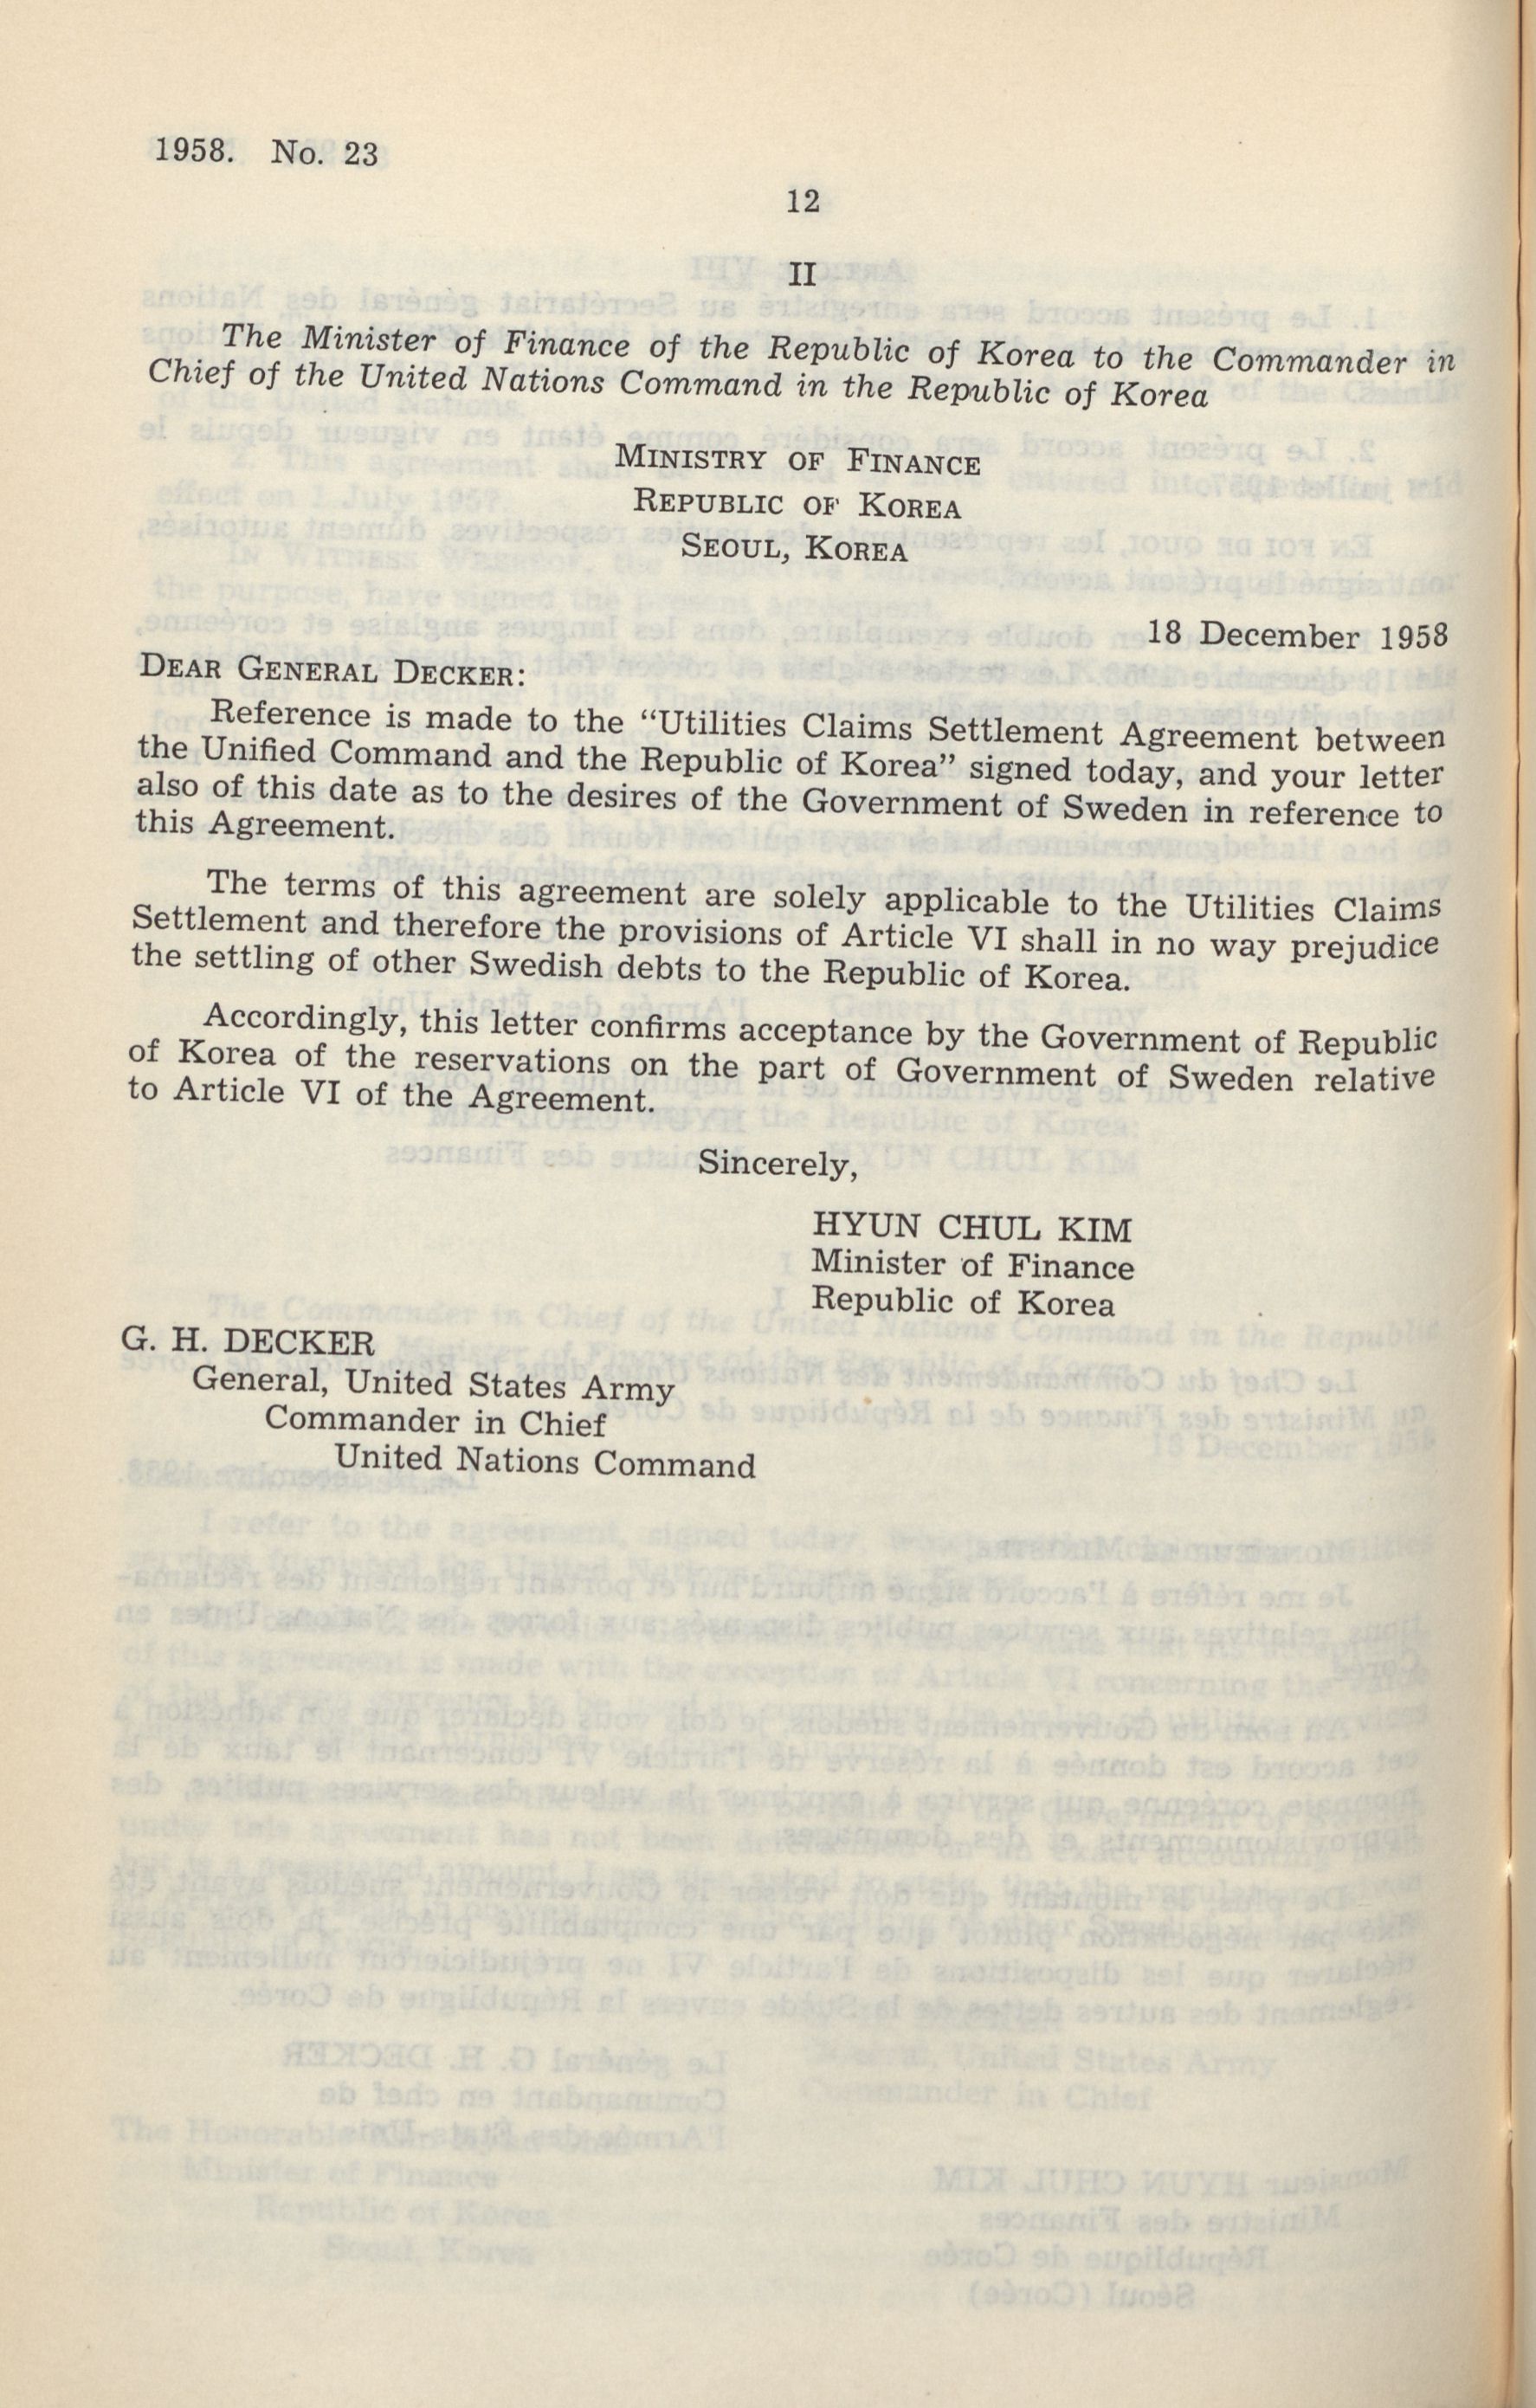 1958. No. 23
12
II
The Minister of Finance of the Republic of Korea to the Commander in
Chief of the United Nations Command in the Republic of Korea
MINISTRY OF FINANCE
REPUBLIC OF KOREA
SEOUL, KOREA
18 December 1958
DEAR GENERAL DECKER:
Reference is made to the “Utilities Claims Settlement Agreement between
the Unified Command and the Republic of Korea” signed today, and your letter
also of this date as to the desires of the Government of Sweden in reference to
this Agreement.
The terms of this agreement are solely applicable to the Utilities Claims
Settlement and therefore the provisions of Article VI shall in no way prejudice
the settling of other Swedish debts to the Republic of Korea.
Accordingly, this letter confirms acceptance by the Government of Republic
of Korea of the reservations on the part of Government of Sweden relative
to Article VI of the Agreement.
Sincerely,
HYUN CHUL KIM
Minister of Finance
Republic of Korea
G. H. DECKER
General, United States Army
Commander in Chief
United Nations Command